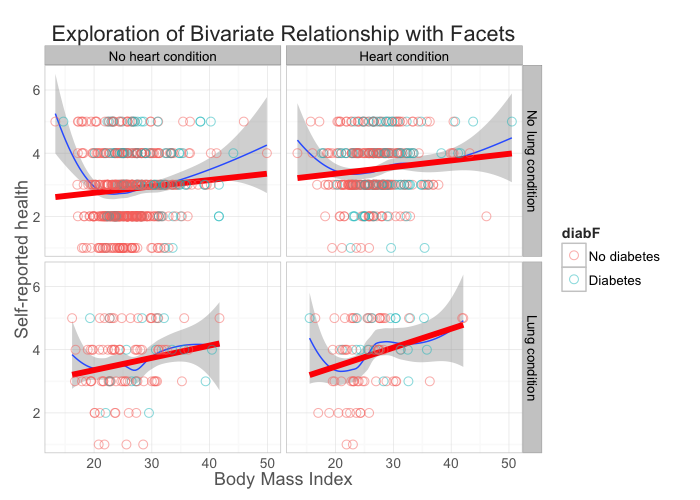 Exploration of Bivariate Relationship with Facets
No heart condition
Heart condition
No lung condition
Lung condition
Self-reported health
6
4
2
6
4
2
20 30 40 50
20 30 40 50
Body Mass Index
diabF
No diabetes
Diabetes